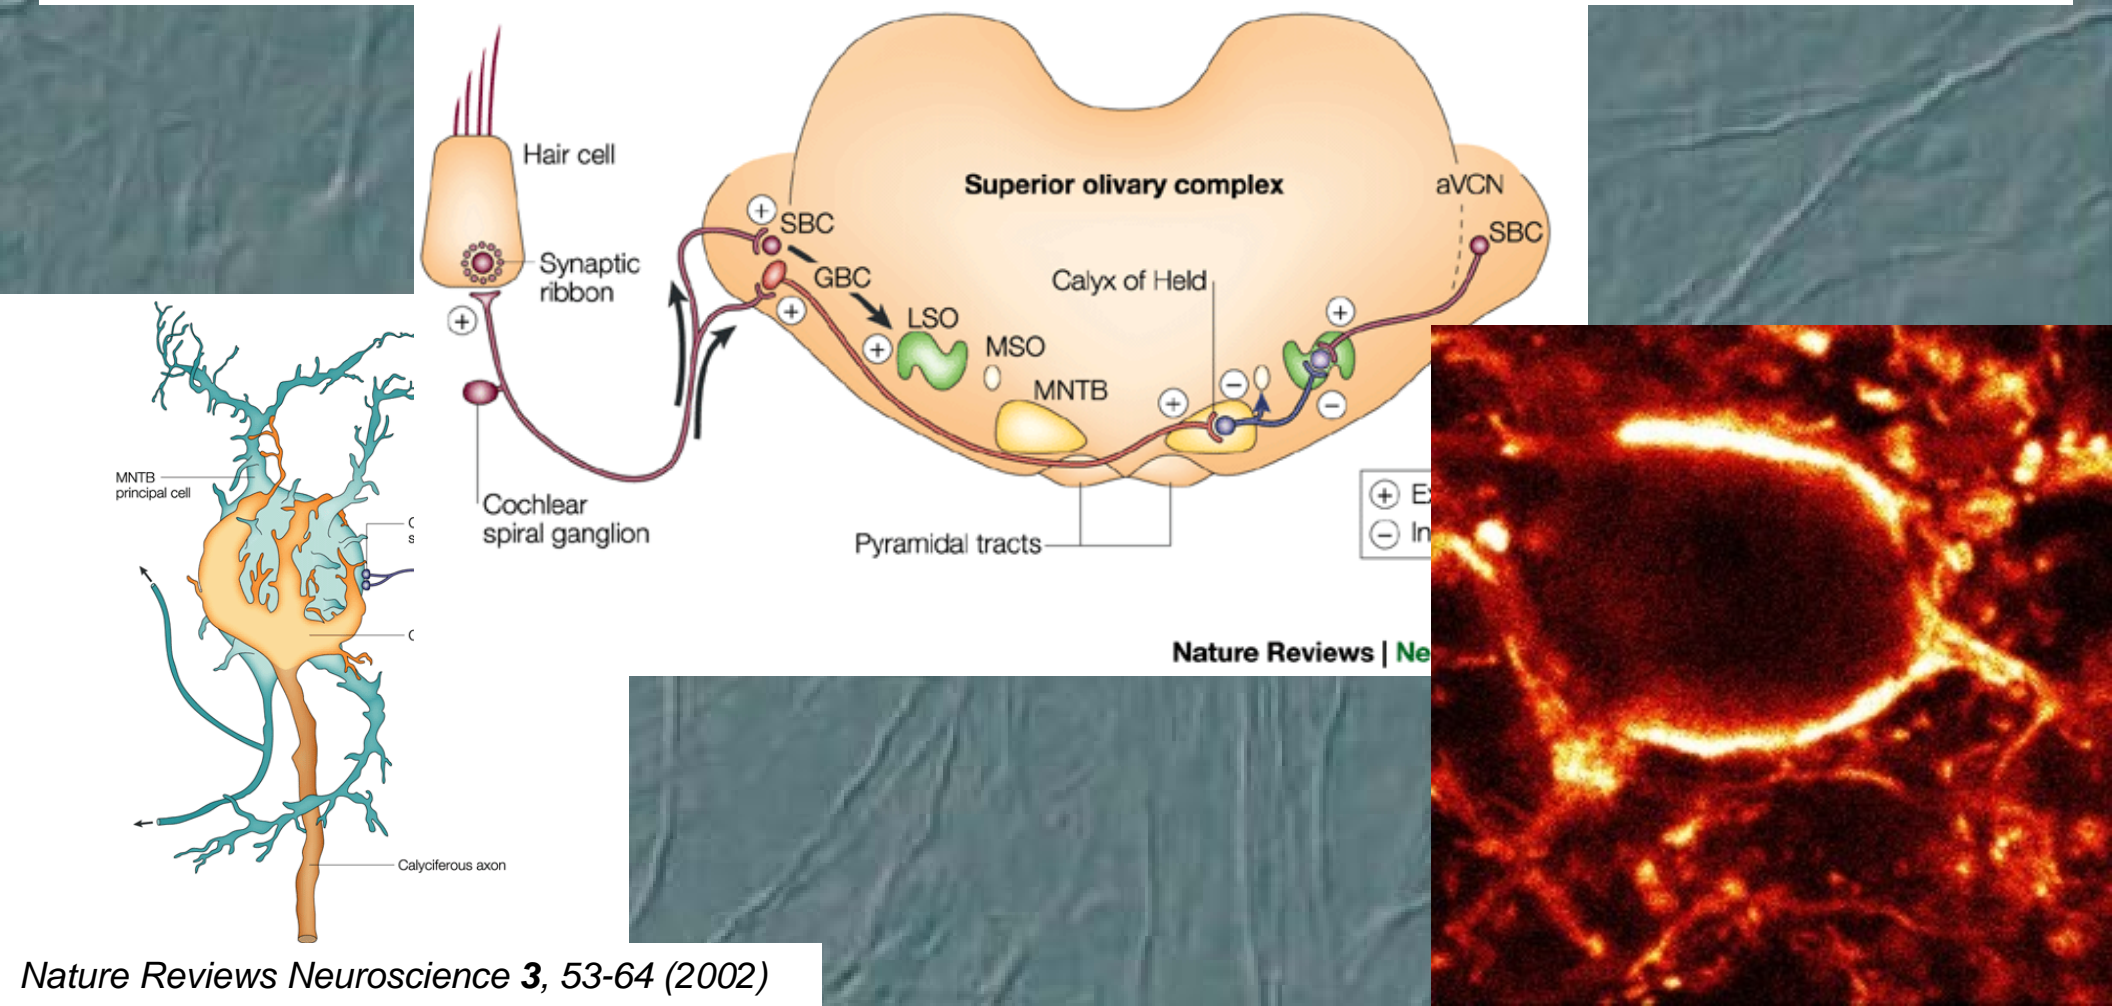 Hair cell
Synaptic
ribbon
SBC
GBC
LSO
MSO
MNTB
Superior olivary complex
Calyx of Held
aVCN
SBC
Cochlear
spiral ganglion
Pyramidal tracts
MNTB
principal cell
Calyciferous axon
Nature Reviews |
Nature Reviews Neuroscience 3, 53-64 (2002)